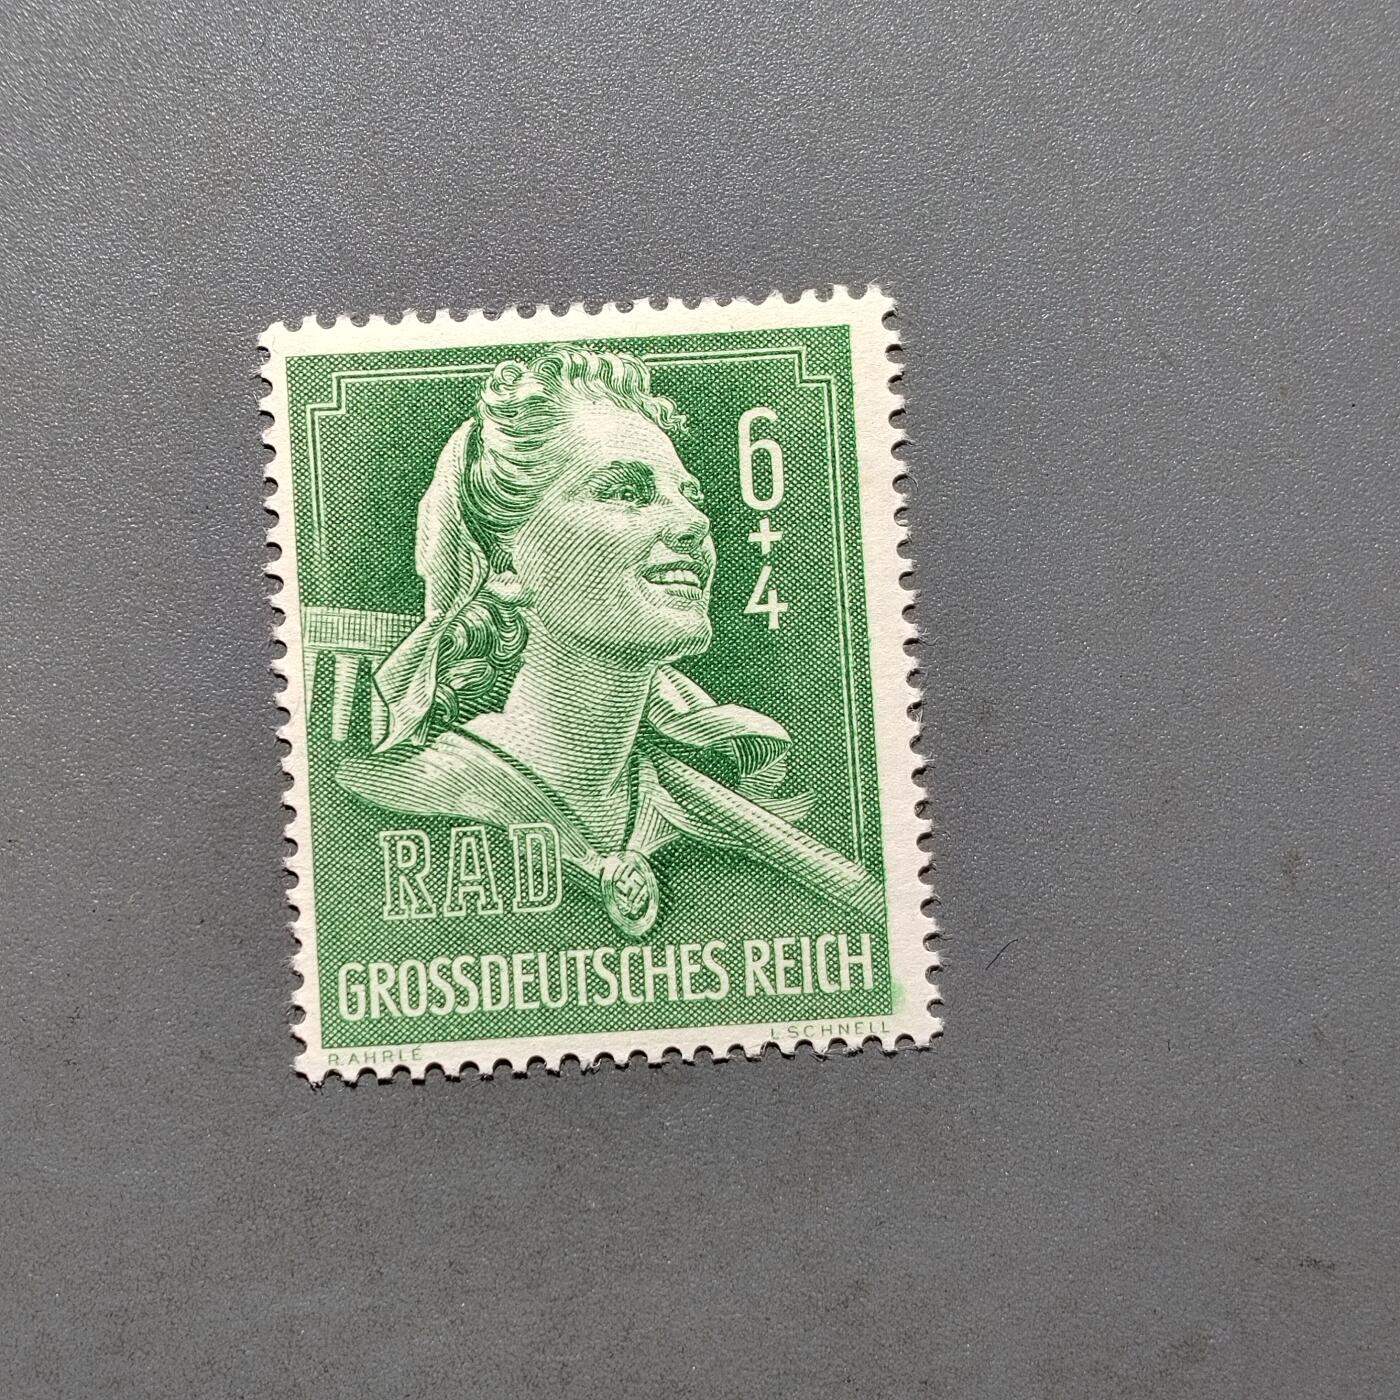 6
+
4
RAD
GROSSDEUTSCHES REICH
R.AHRLÉ
L.SCHNELL